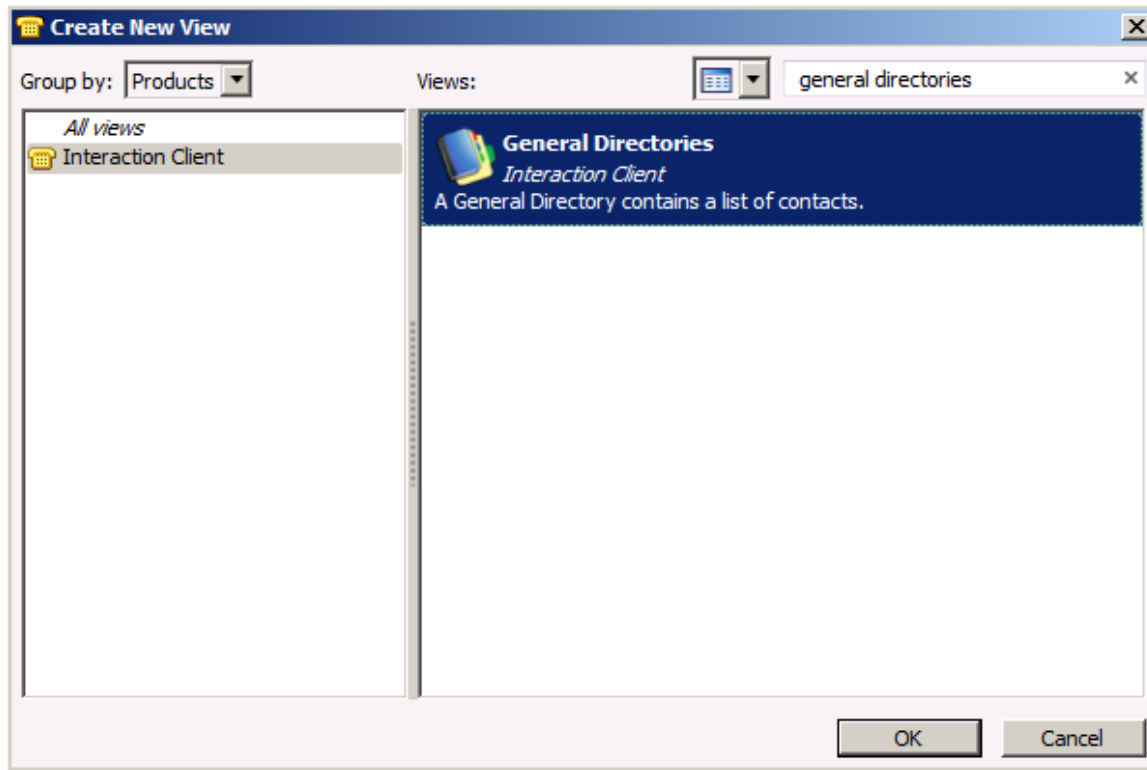 Create New View
Group by: Products
Views:
general directories
All views
Interaction Client
General Directories
Interaction Client
A General Directory contains a list of contacts.
OK
Cancel